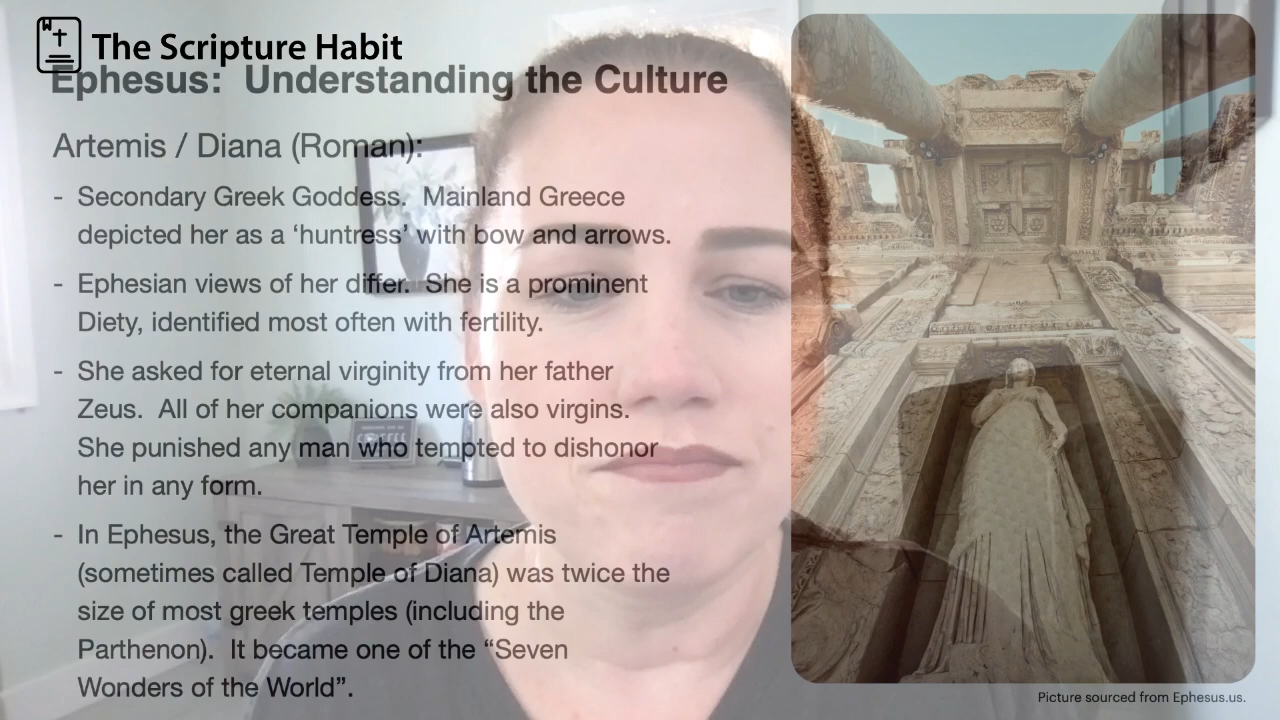 The Scripture Habit
Ephesus: Understanding the Culture
Artemis / Diana (Roman):
- Secondary Greek Goddess. Mainland Greece
depicted her as a ‘huntress’ with bow and arrows.
- Ephesian views of her differ. She is a prominent
Diety, identified most often with fertility.
- She asked for eternal virginity from her father
Zeus. All of her companions were also virgins.
She punished any man who tempted to dishonor
her in any form.
- In Ephesus, the Great Temple of Artemis
(sometimes called Temple of Diana) was twice the
size of most greek temples (including the
Parthenon). It became one of the “Seven
Wonders of the World”.
Picture sourced from Ephesus.us.